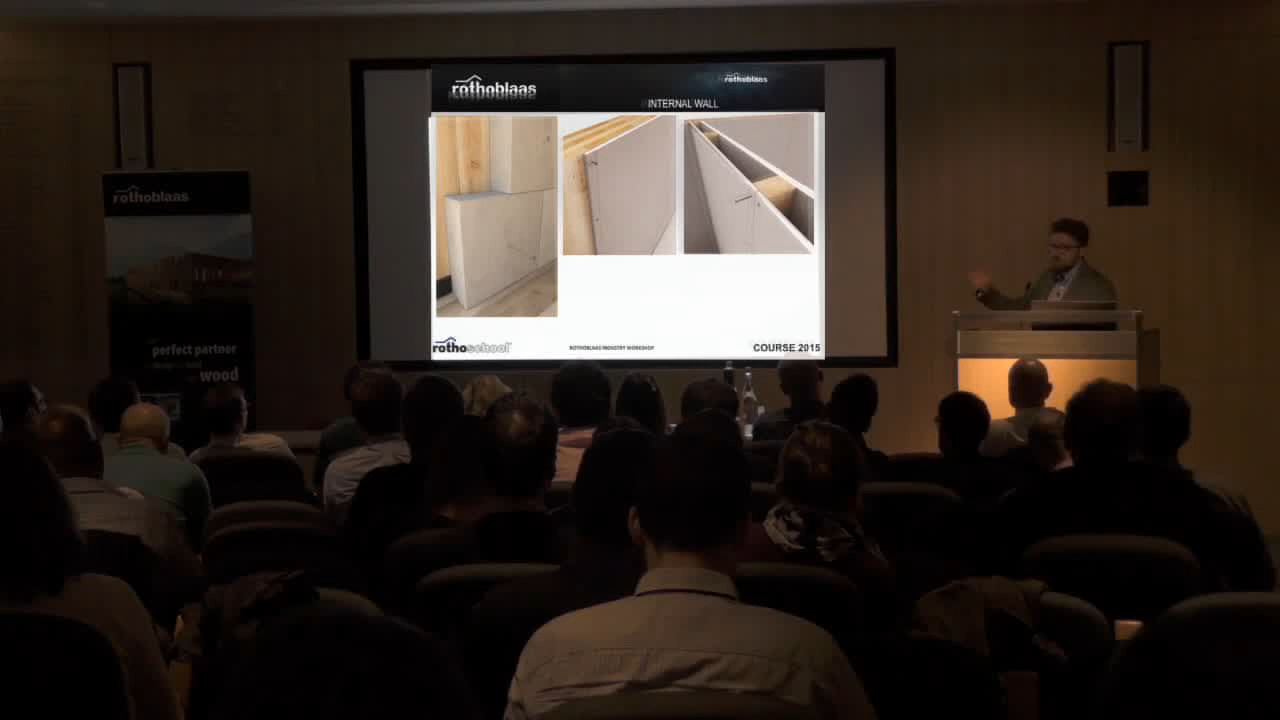 rothoblaas
rothoblaas
INTERNAL WALL
rothoblaas
perfect partner
wood
rothoschool
ROTHOBLAAS INDUSTRY WORKSHOP
COURSE 2015